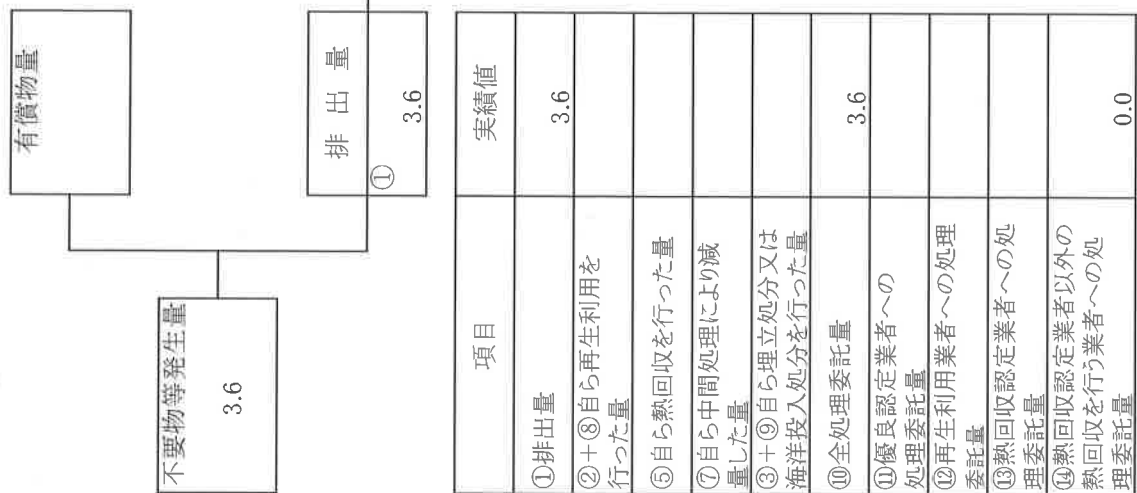 有償物量
不要物等発生量
3.6
排出量
①
3.6
項目
実績値
①排出量
3.6
②+⑧自ら再生利用を
行った量
⑤自ら熱回収を行った量
⑦自ら中間処理により減
量した量
③+⑨自ら埋立処分又は
海洋投入処分を行った量
⑩全処理委託量
3.6
⑪優良認定業者への
処理委託量
⑫再生利用業者への処理
委託量
⑬熱回収認定業者への処
理委託量
⑭熱回収認定業者以外の
熱回収を行う業者への処
理委託量
0.0